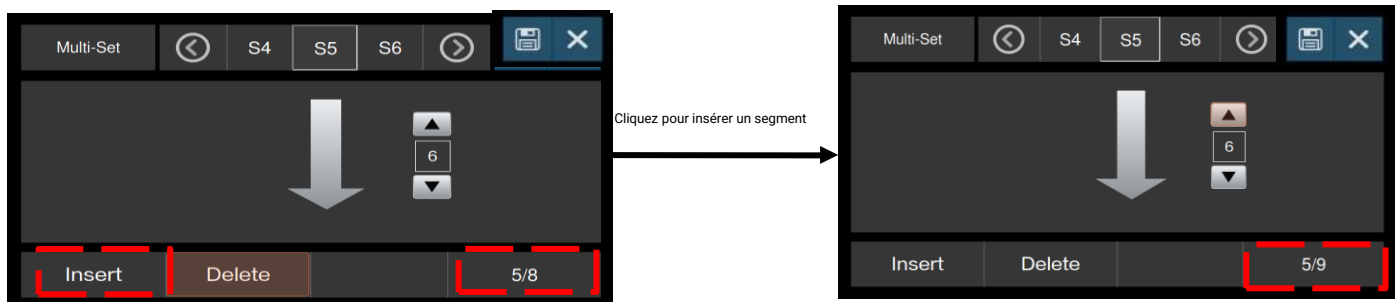 Multi-Set S4 S5 S6
6
Insert Delete 5/8
Cliquez pour insérer un segment
Multi-Set S4 S5 S6
6
Insert Delete 5/9